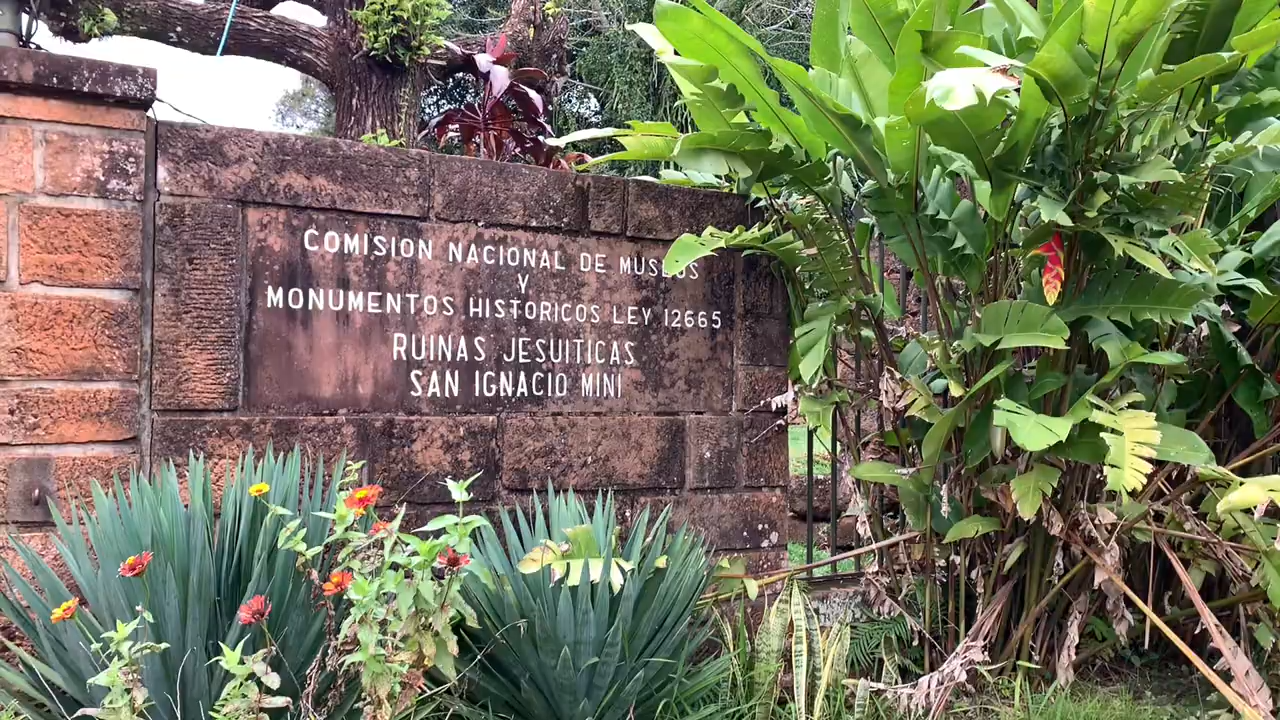 COMISION NACIONAL DE MUSEOS
Y
MONUMENTOS HISTORICOS LEY 12665
RUINAS JESUITICAS
SAN IGNACIO MINI